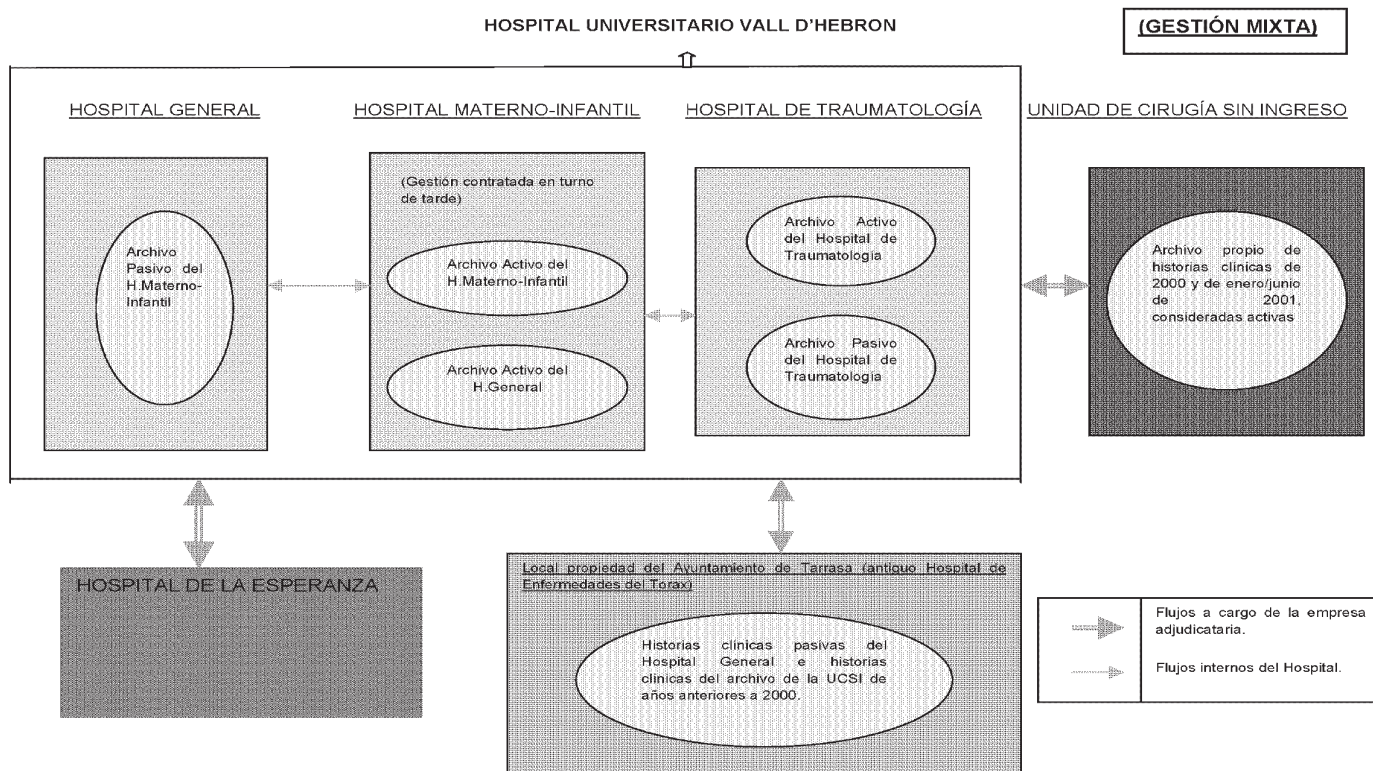 HOSPITAL UNIVERSITARIO VALL D'HEBRON
(GESTIÓN MIXTA)
HOSPITAL GENERAL
HOSPITAL MATERNO-INFANTIL
HOSPITAL DE TRAUMATOLOGÍA
UNIDAD DE CIRUGÍA SIN INGRESO
Archivo
Pasivo del
H.Materno-
Infantil
(Gestión contratada en turno
de tarde)
Archivo Activo del
H.Materno-Infantil
Archivo Activo del
H.General
Archivo Activo
del Hospital de
Traumatología
Archivo Pasivo
del Hospital de
Traumatología
Archivo propio de
historias clínicas de
2000 y de enero/junio
de 2001,
consideradas activas
HOSPITAL DE LA ESPERANZA
Local propiedad del Ayuntamiento de Tarrasa (antiguo Hospital de
Enfermedades del Torax)
Historias clínicas pasivas del
Hospital General e historias
clínicas del archivo de la UCSI de
años anteriores a 2000.
Flujos a cargo de la empresa
adjudicataria.
Flujos internos del Hospital.